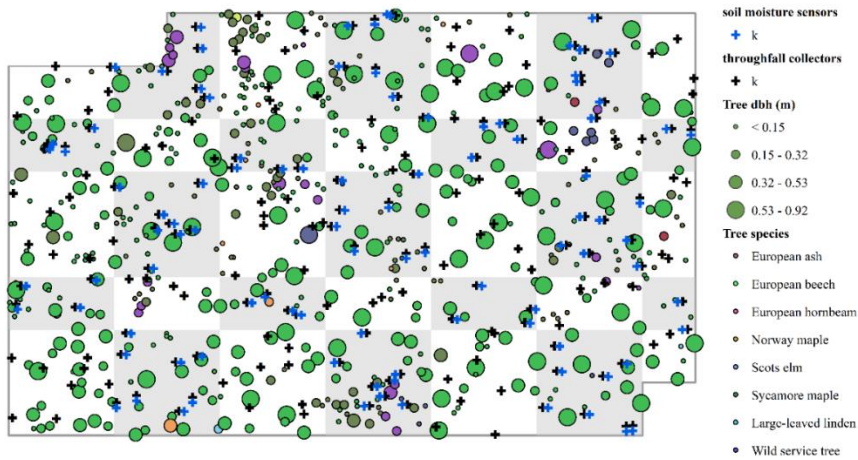 soil moisture sensors
k
throughfall collectors
k
Tree dbh (m)
< 0.15
0.15 - 0.32
0.32 - 0.53
0.53 - 0.92
Tree species
European ash
European beech
European hornbeam
Norway maple
Scots elm
Sycamore maple
Large-leaved linden
Wild service tree